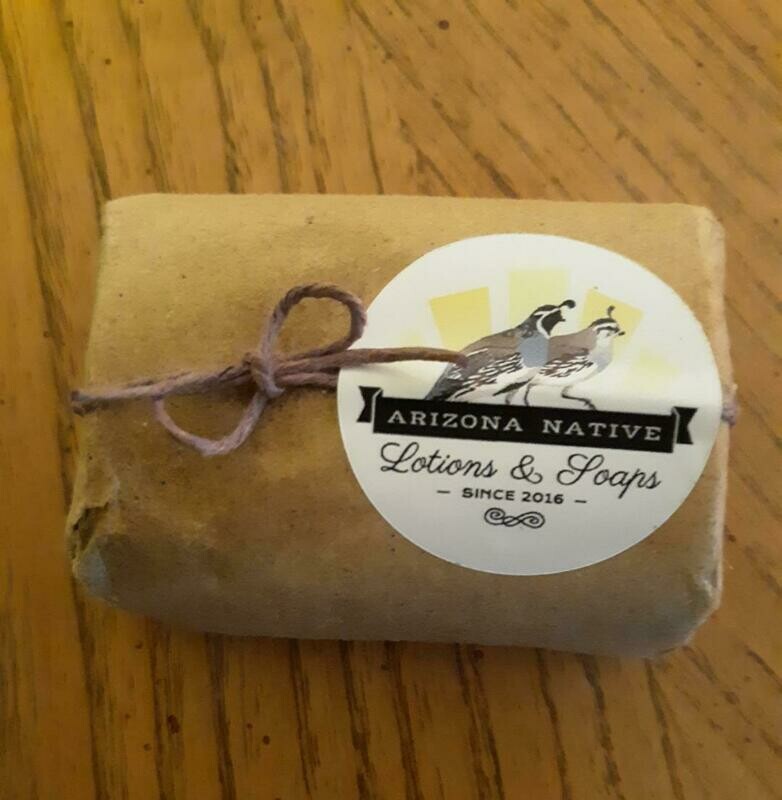 ARIZONA NATIVE
Lotions & Soaps
– SINCE 2016 –